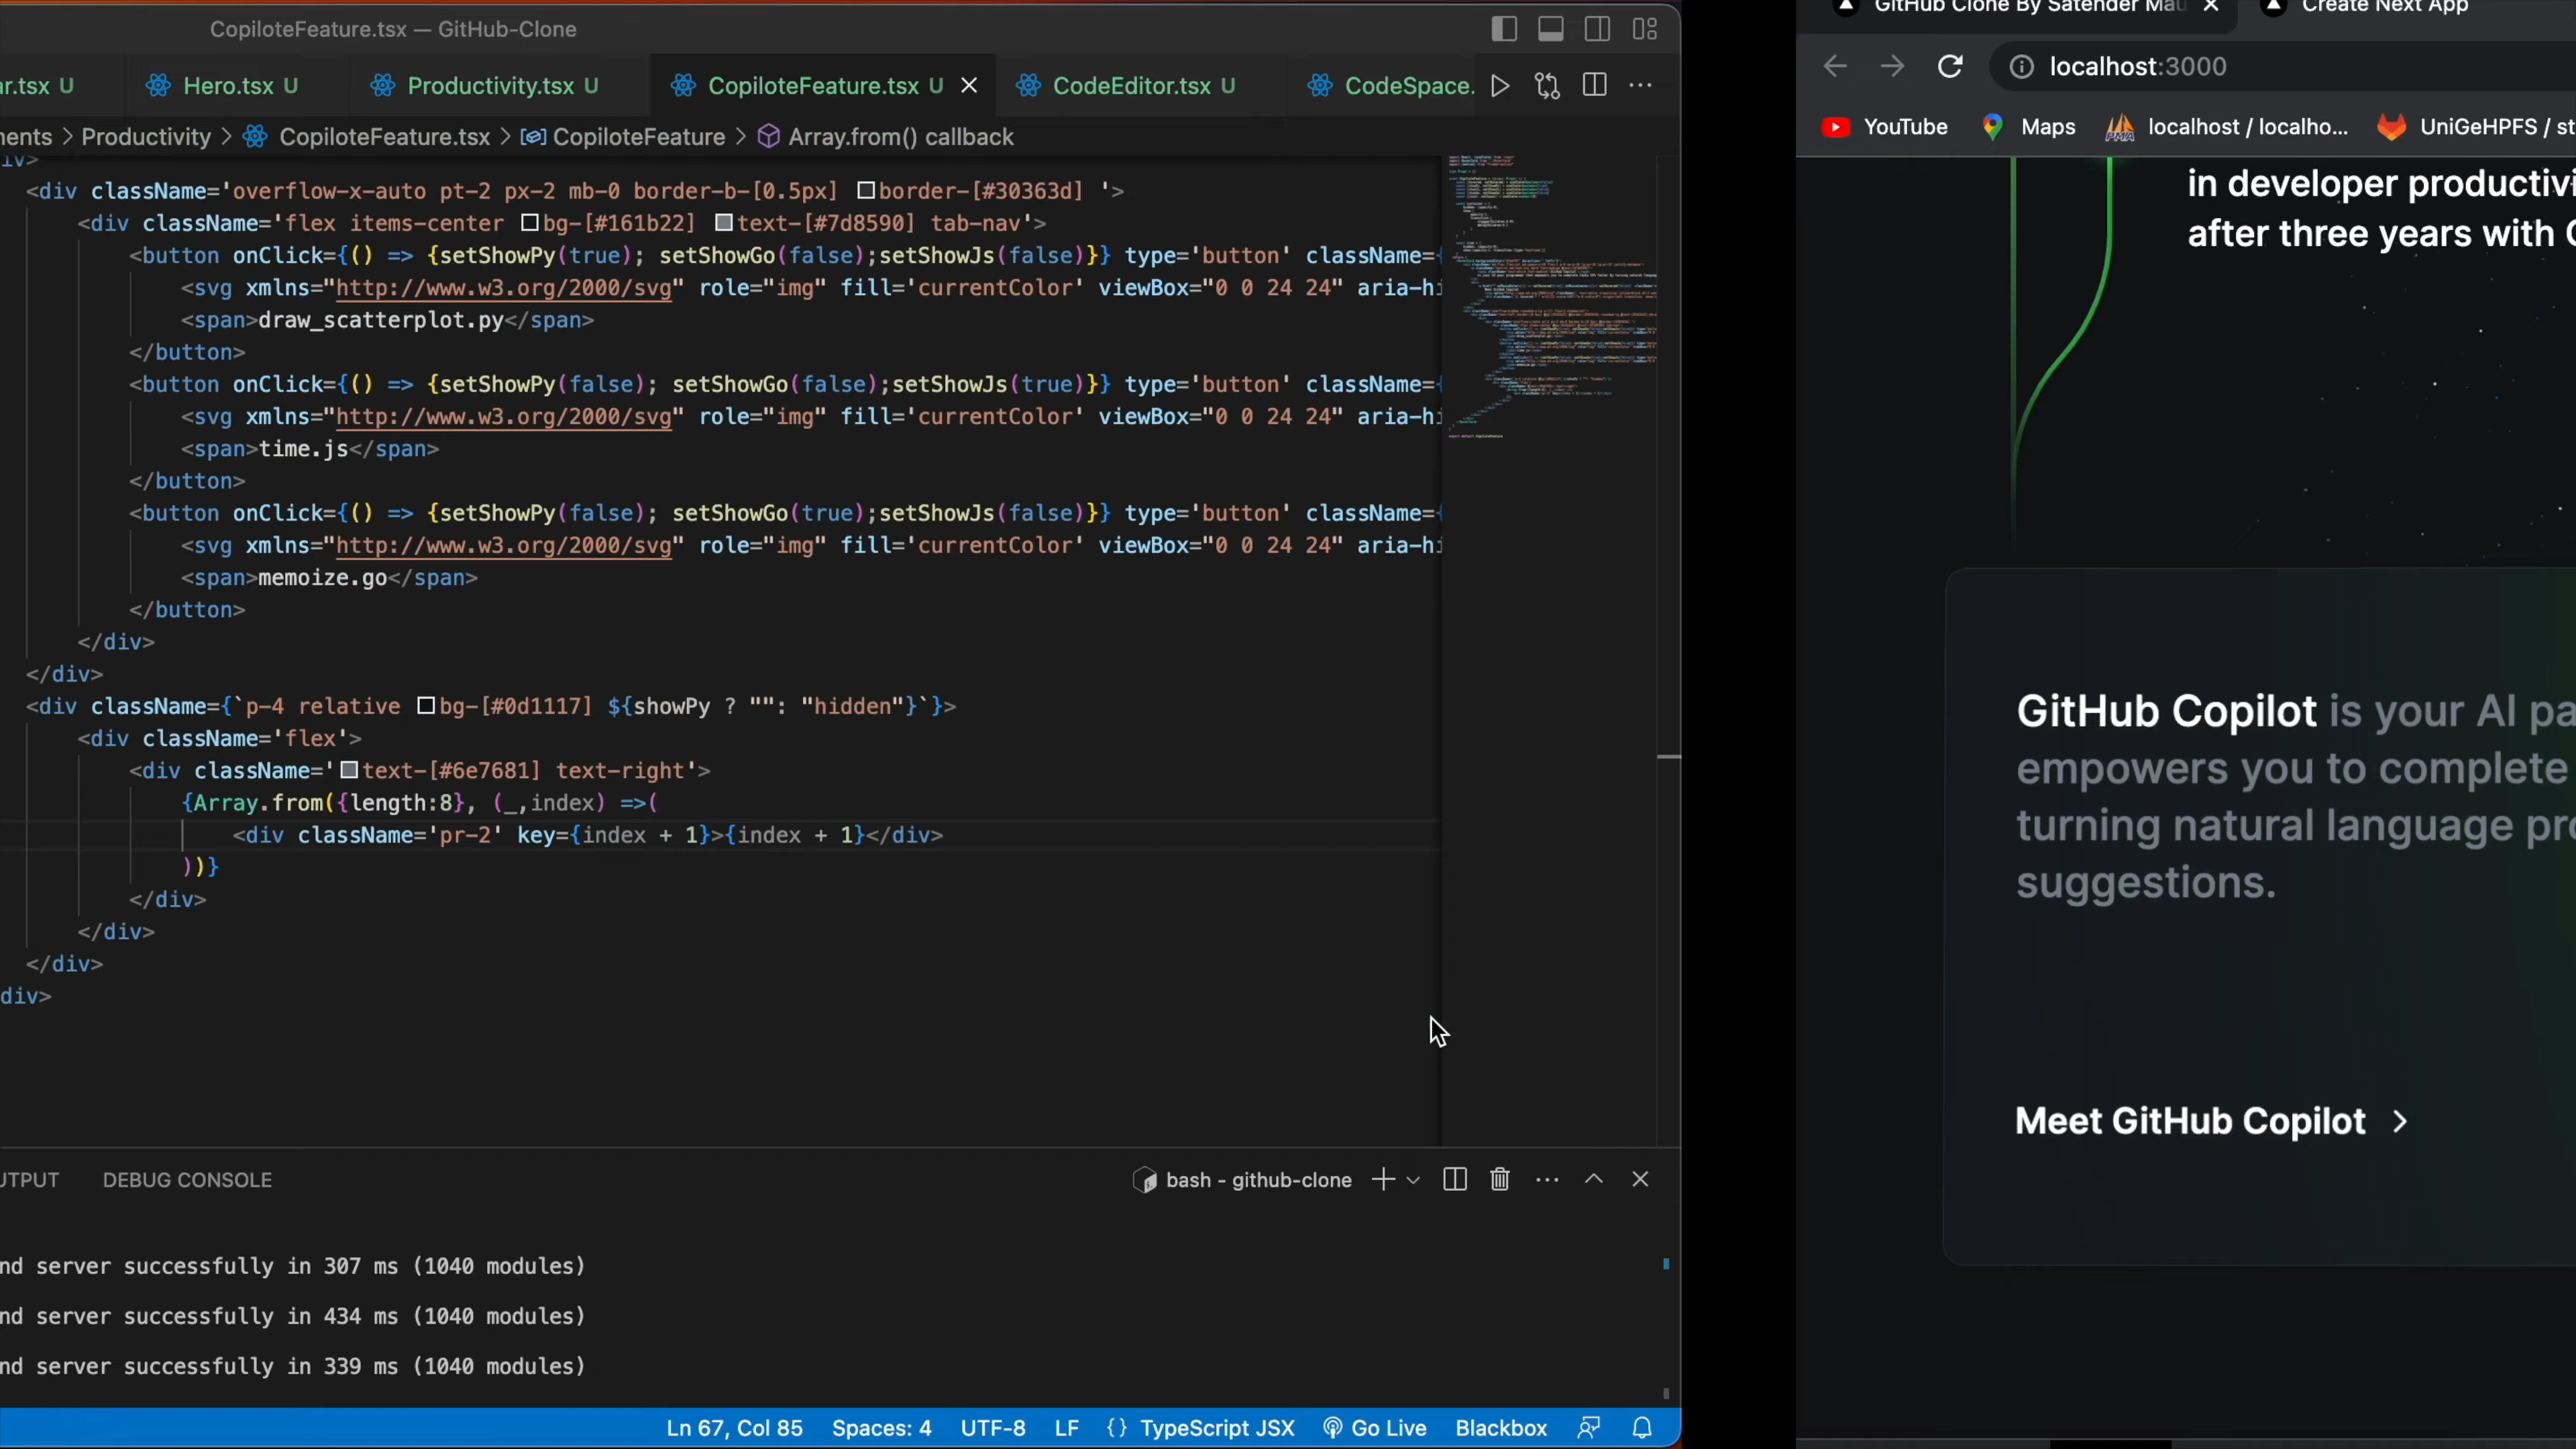 CopiloteFeature.tsx — GitHub-Clone
ar.tsx U
Hero.tsx U
Productivity.tsx U
CopiloteFeature.tsx U
CodeEditor.tsx U
CodeSpace.
nents > Productivity > CopiloteFeature.tsx > CopiloteFeature > Array.from() callback
iv>
<div className='overflow-x-auto pt-2 px-2 mb-0 border-b-[0.5px] border-[#30363d] '>
<div className='flex items-center bg-[#161b22] text-[#7d8590] tab-nav'>
<button onClick={() => {setShowPy(true); setShowGo(false);setShowJs(false)}} type='button' className={
<svg xmlns="http://www.w3.org/2000/svg" role="img" fill='currentColor' viewBox="0 0 24 24" aria-hi
<span>draw_scatterplot.py</span>
</button>
<button onClick={() => {setShowPy(false); setShowGo(false);setShowJs(true)}} type='button' className={
<svg xmlns="http://www.w3.org/2000/svg" role="img" fill='currentColor' viewBox="0 0 24 24" aria-hi
<span>time.js</span>
</button>
<button onClick={() => {setShowPy(false); setShowGo(true);setShowJs(false)}} type='button' className={
<svg xmlns="http://www.w3.org/2000/svg" role="img" fill='currentColor' viewBox="0 0 24 24" aria-hi
<span>memoize.go</span>
</button>
</div>
</div>
<div className={`p-4 relative bg-[#0d1117] ${showPy ? "": "hidden"}`}>
<div className='flex'>
<div className='text-[#6e7681] text-right'>
{Array.from({length:8}, (_,index) =>(
<div className='pr-2' key={index + 1}>{index + 1}</div>
))}
</div>
</div>
</div>
div>
UTPUT
DEBUG CONSOLE
bash - github-clone
nd server successfully in 307 ms (1040 modules)
nd server successfully in 434 ms (1040 modules)
nd server successfully in 339 ms (1040 modules)
Ln 67, Col 85
Spaces: 4
UTF-8
LF
{} TypeScript JSX
Go Live
Blackbox
GitHub Clone By Satender Mau
Create Next App
localhost:3000
YouTube
Maps
localhost / localho...
UniGeHPFS / st
in developer productivi
after three years with G
GitHub Copilot is your AI pa
empowers you to complete
turning natural language pro
suggestions.
Meet GitHub Copilot >